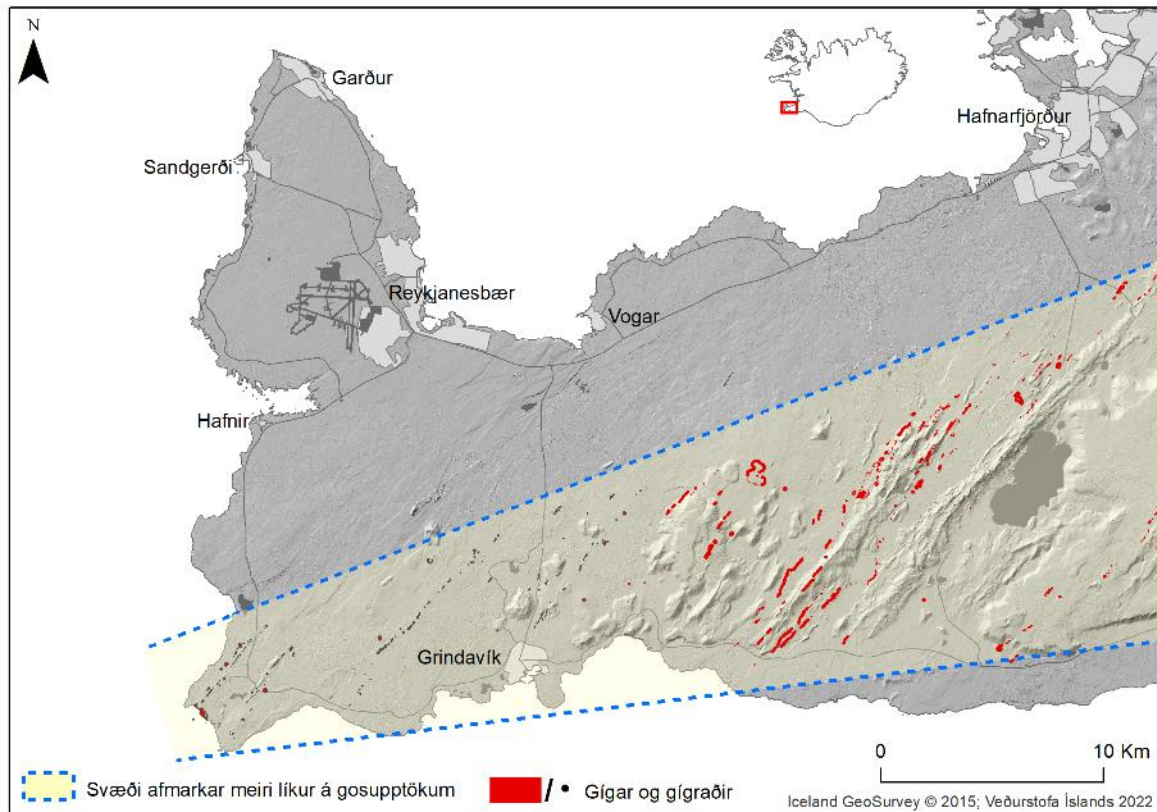 N
Garður
Hafnarfjörður
Sandgerði
Reykjanesbær
Vogar
Hafnir
Grindavík
0 10 Km
Svæði afmarkar meiri líkur á gosupptökum
/ • Gígar og gígraðir
Iceland GeoSurvey © 2015; Veðurstofa Íslands 2022